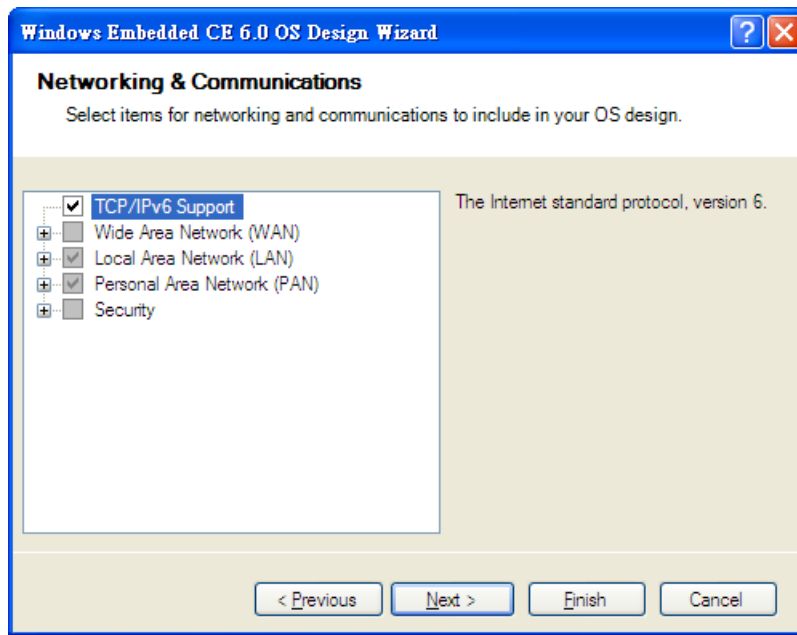 Windows Embedded CE 6.0 OS Design Wizard
Networking & Communications
Select items for networking and communications to include in your OS design.
TCP/IPv6 Support
Wide Area Network (WAN)
Local Area Network (LAN)
Personal Area Network (PAN)
Security
The Internet standard protocol, version 6.
< Previous
Next >
Finish
Cancel